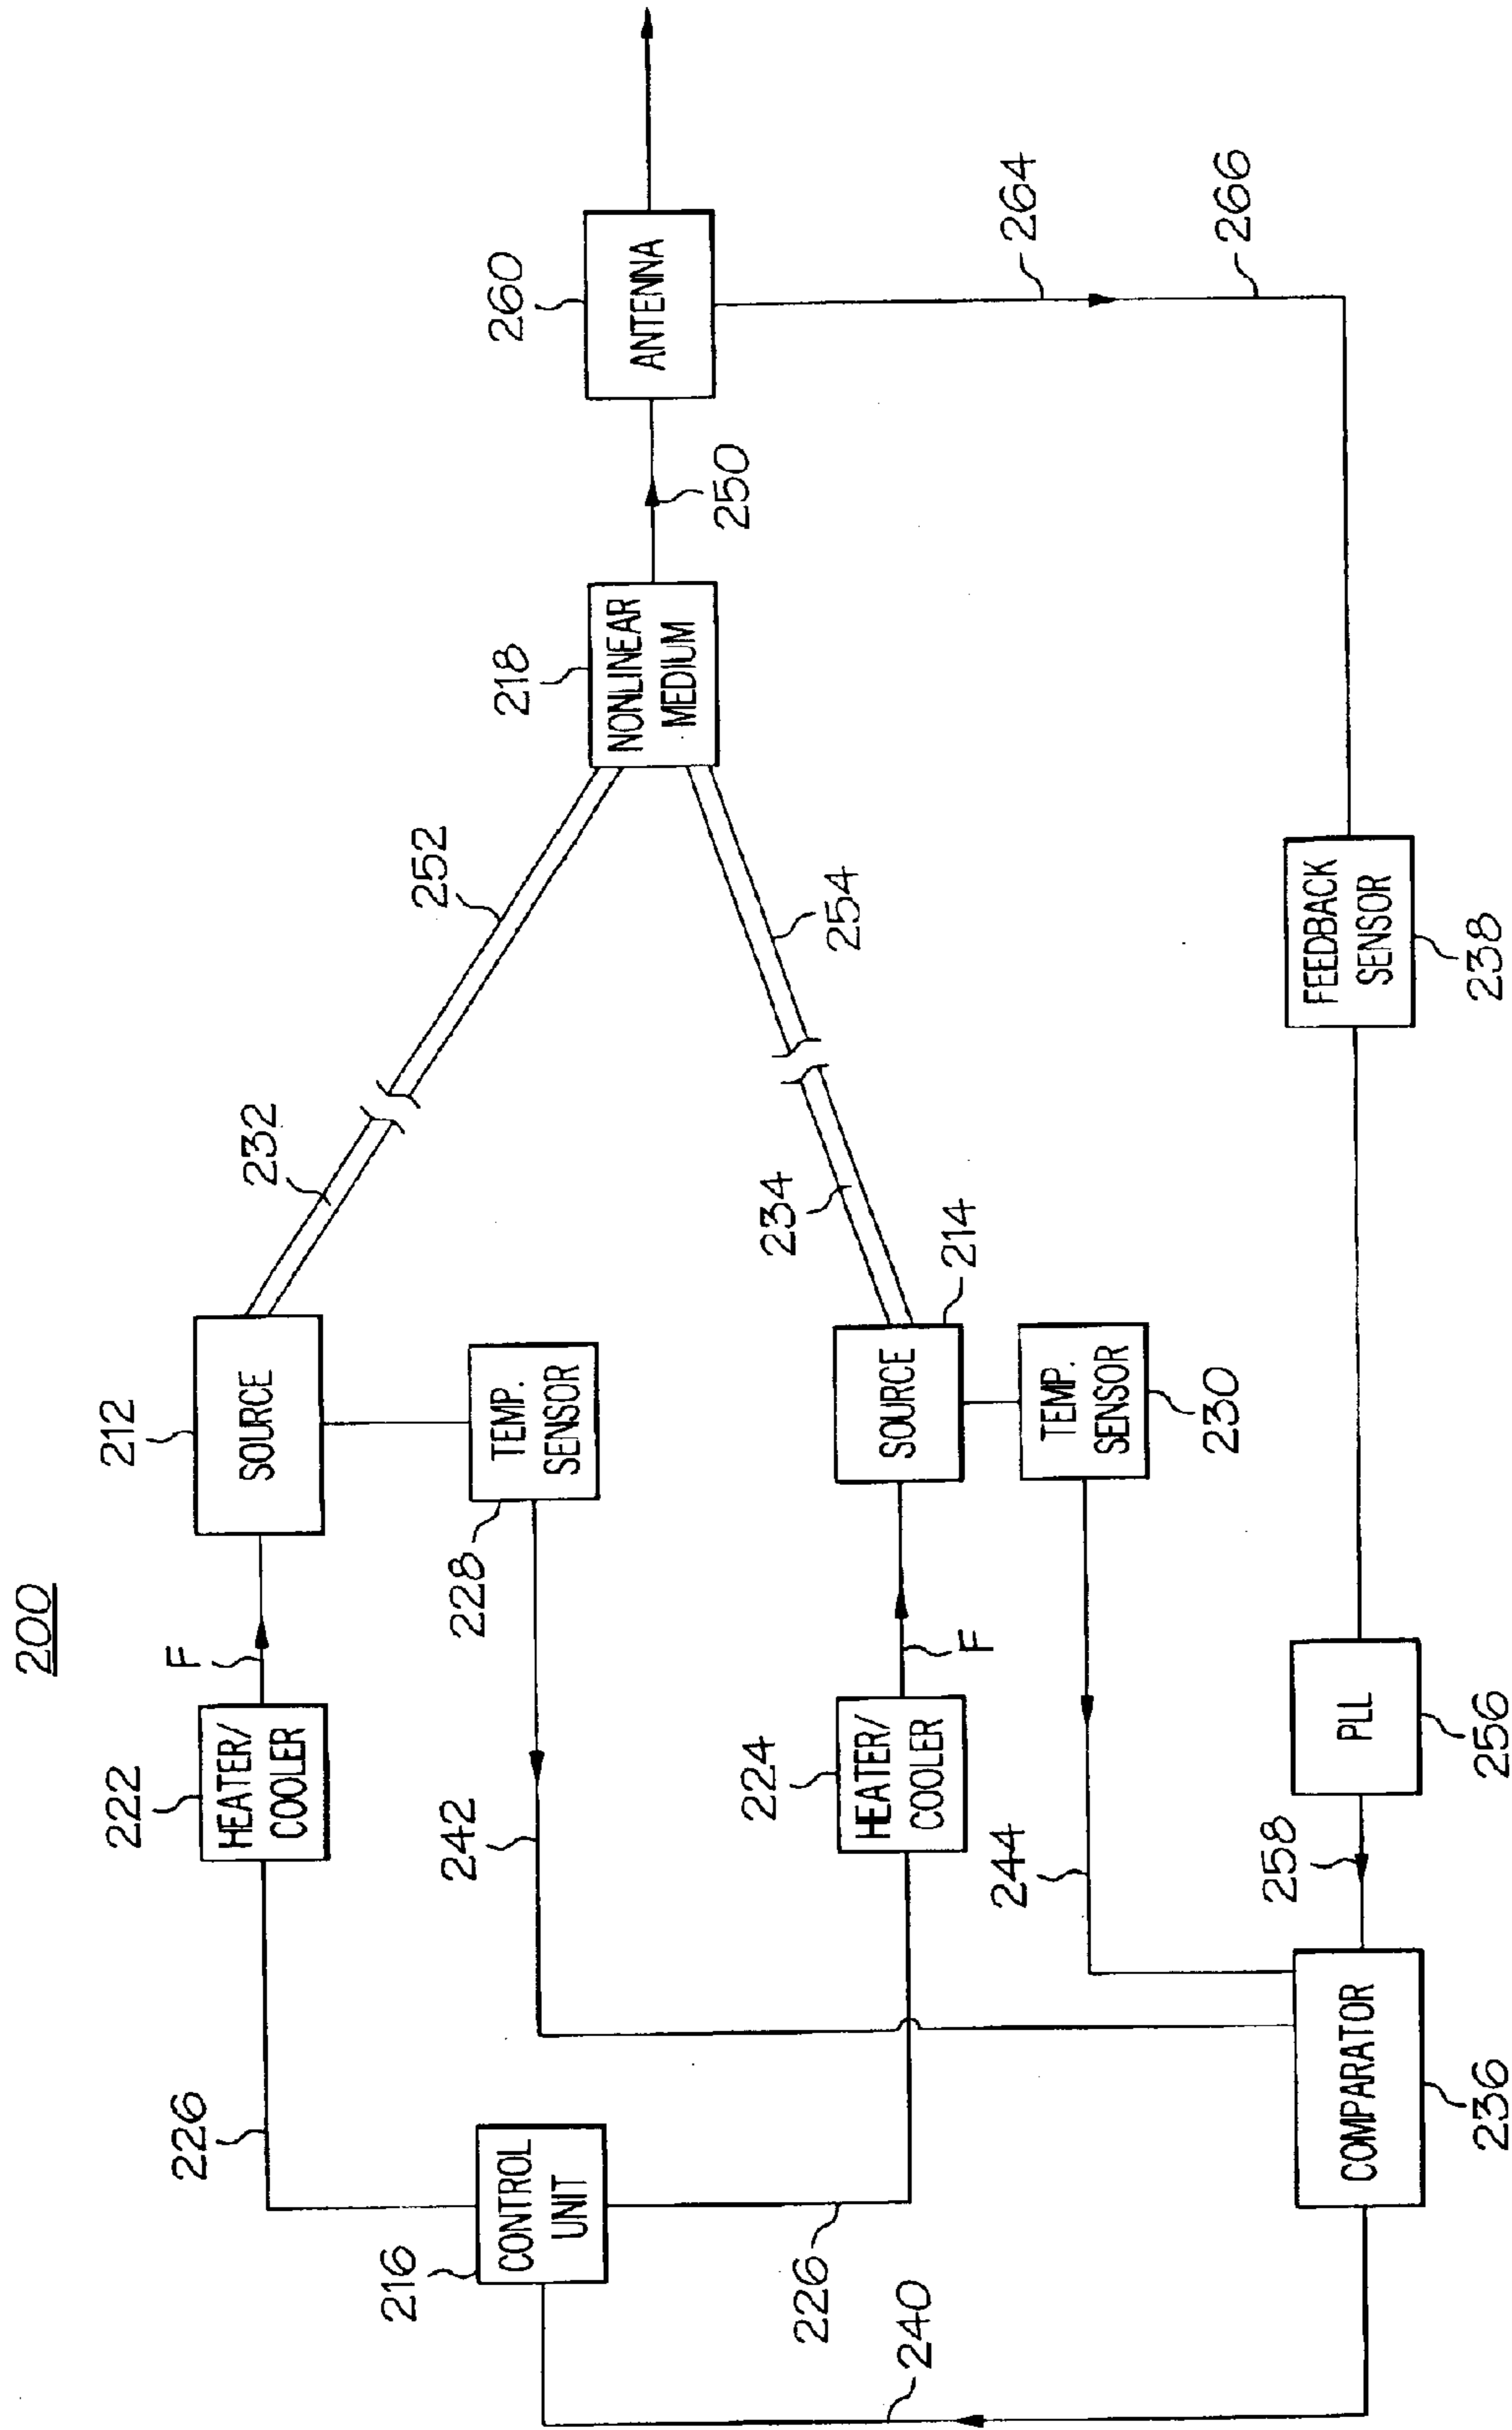 200
222
HEATER/
COOLER
F
212
SOURCE
232
252
226
242
228
TEMP.
SENSOR
216
CONTROL
UNIT
218
NONLINEAR
MEDIUM
250
260
ANTENNA
226
224
HEATER/
COOLER
F
SOURCE
214
234
254
244
TEMP.
SENSOR
230
264
266
240
COMPARATOR
236
258
PLL
256
FEEDBACK
SENSOR
238